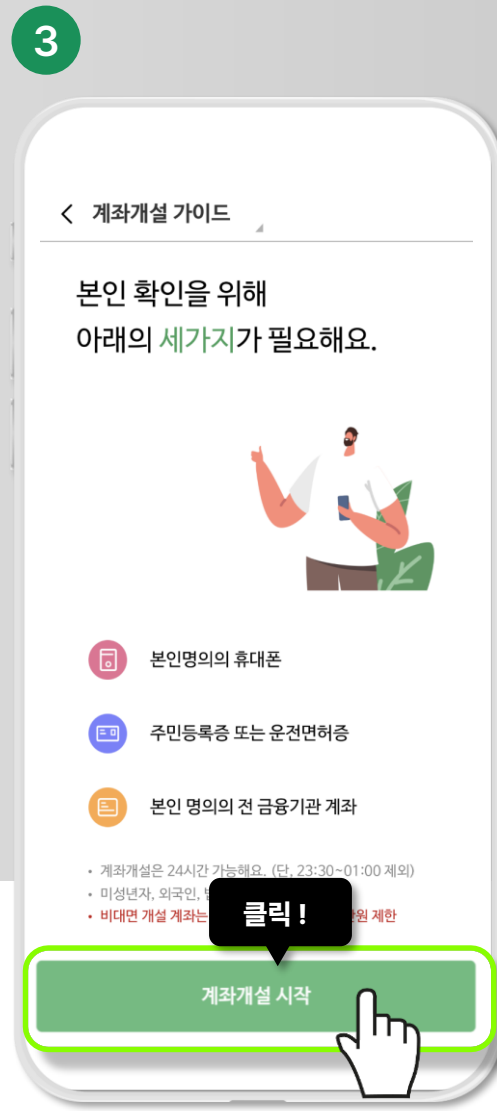 3
계좌개설 가이드
본인 확인을 위해
아래의 세가지가 필요해요.
본인명의의 휴대폰
주민등록증 또는 운전면허증
본인 명의의 전 금융기관 계좌
• 계좌개설은 24시간 가능해요. (단, 23:30~01:00 제외)
• 미성년자, 외국인,
• 비대면 개설 계좌는 제한
클릭 !
계좌개설 시작